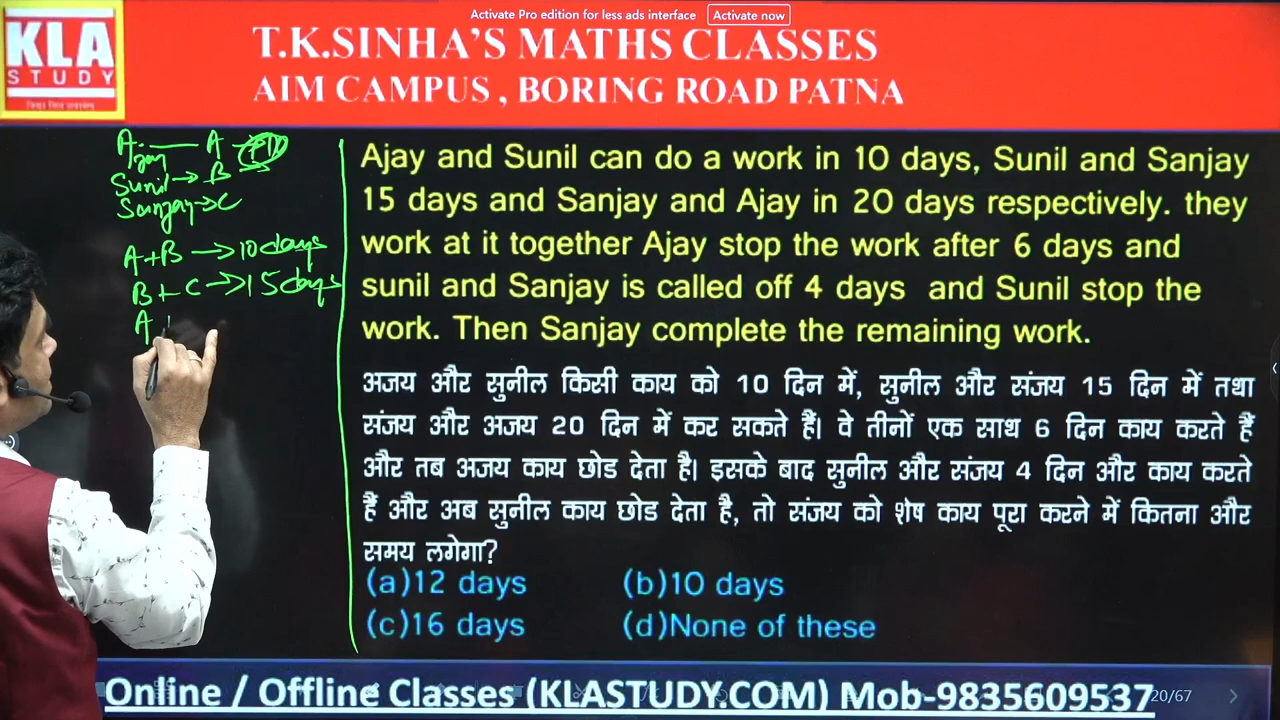 Activate Pro edition for less ads interface Activate now
KLA
STUDY
T.K.SINHA'S MATHS CLASSES
AIM CAMPUS , BORING ROAD PATNA
Ajay — A
Sunil → B
Sanjay → C
A+B → 10 days
B + C → 15 days
A
Ajay and Sunil can do a work in 10 days, Sunil and Sanjay
15 days and Sanjay and Ajay in 20 days respectively. they
work at it together Ajay stop the work after 6 days and
sunil and Sanjay is called off 4 days and Sunil stop the
work. Then Sanjay complete the remaining work.
अजय और सुनील किसी काय को 10 दिन में, सुनील और संजय 15 दिन में तथा
संजय और अजय 20 दिन में कर सकते हैं। वे तीनों एक साथ 6 दिन काय करते हैं
और तब अजय काय छोड देता है। इसके बाद सुनील और संजय 4 दिन और काय करते
हैं और अब सुनील काय छोड देता है, तो संजय को शेष काय पूरा करने में कितना और
समय लगेगा?
(a)12 days (b)10 days
(c)16 days (d)None of these
Online / Offline Classes (KLASTUDY.COM) Mob-9835609537
20/67